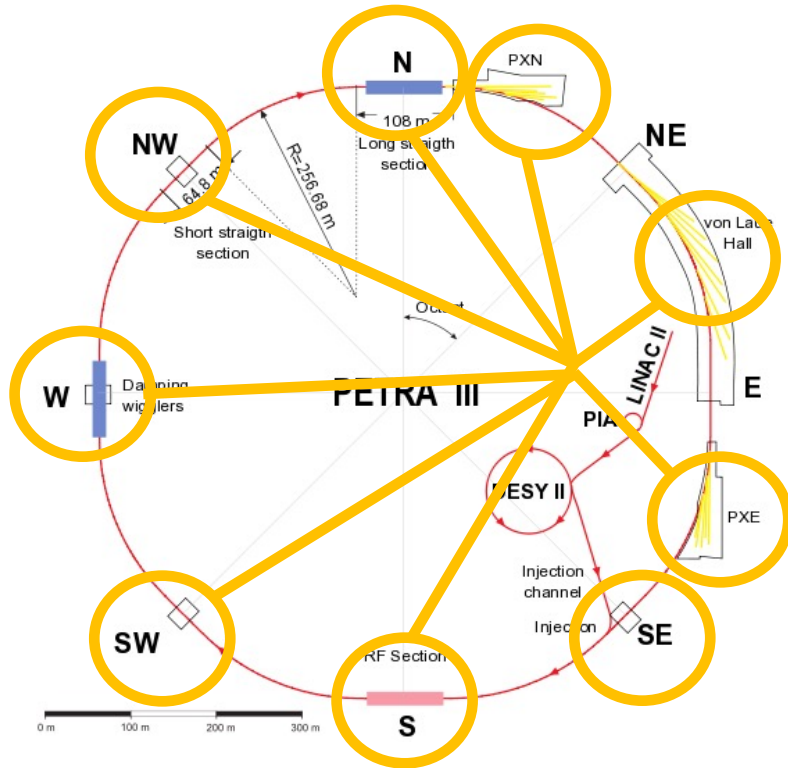 N
PXN
NW
NE
108 m
Long straigth
section
R=256.68 m
64.8 m
Short straigth
section
von Laue
Hall
Octant
LINAC II
W
Damping
wigglers
PETRA III
E
PIA
DESY II
PXE
Injection
channel
Injection
SW
SE
RF Section
S
0 m
100 m
200 m
300 m